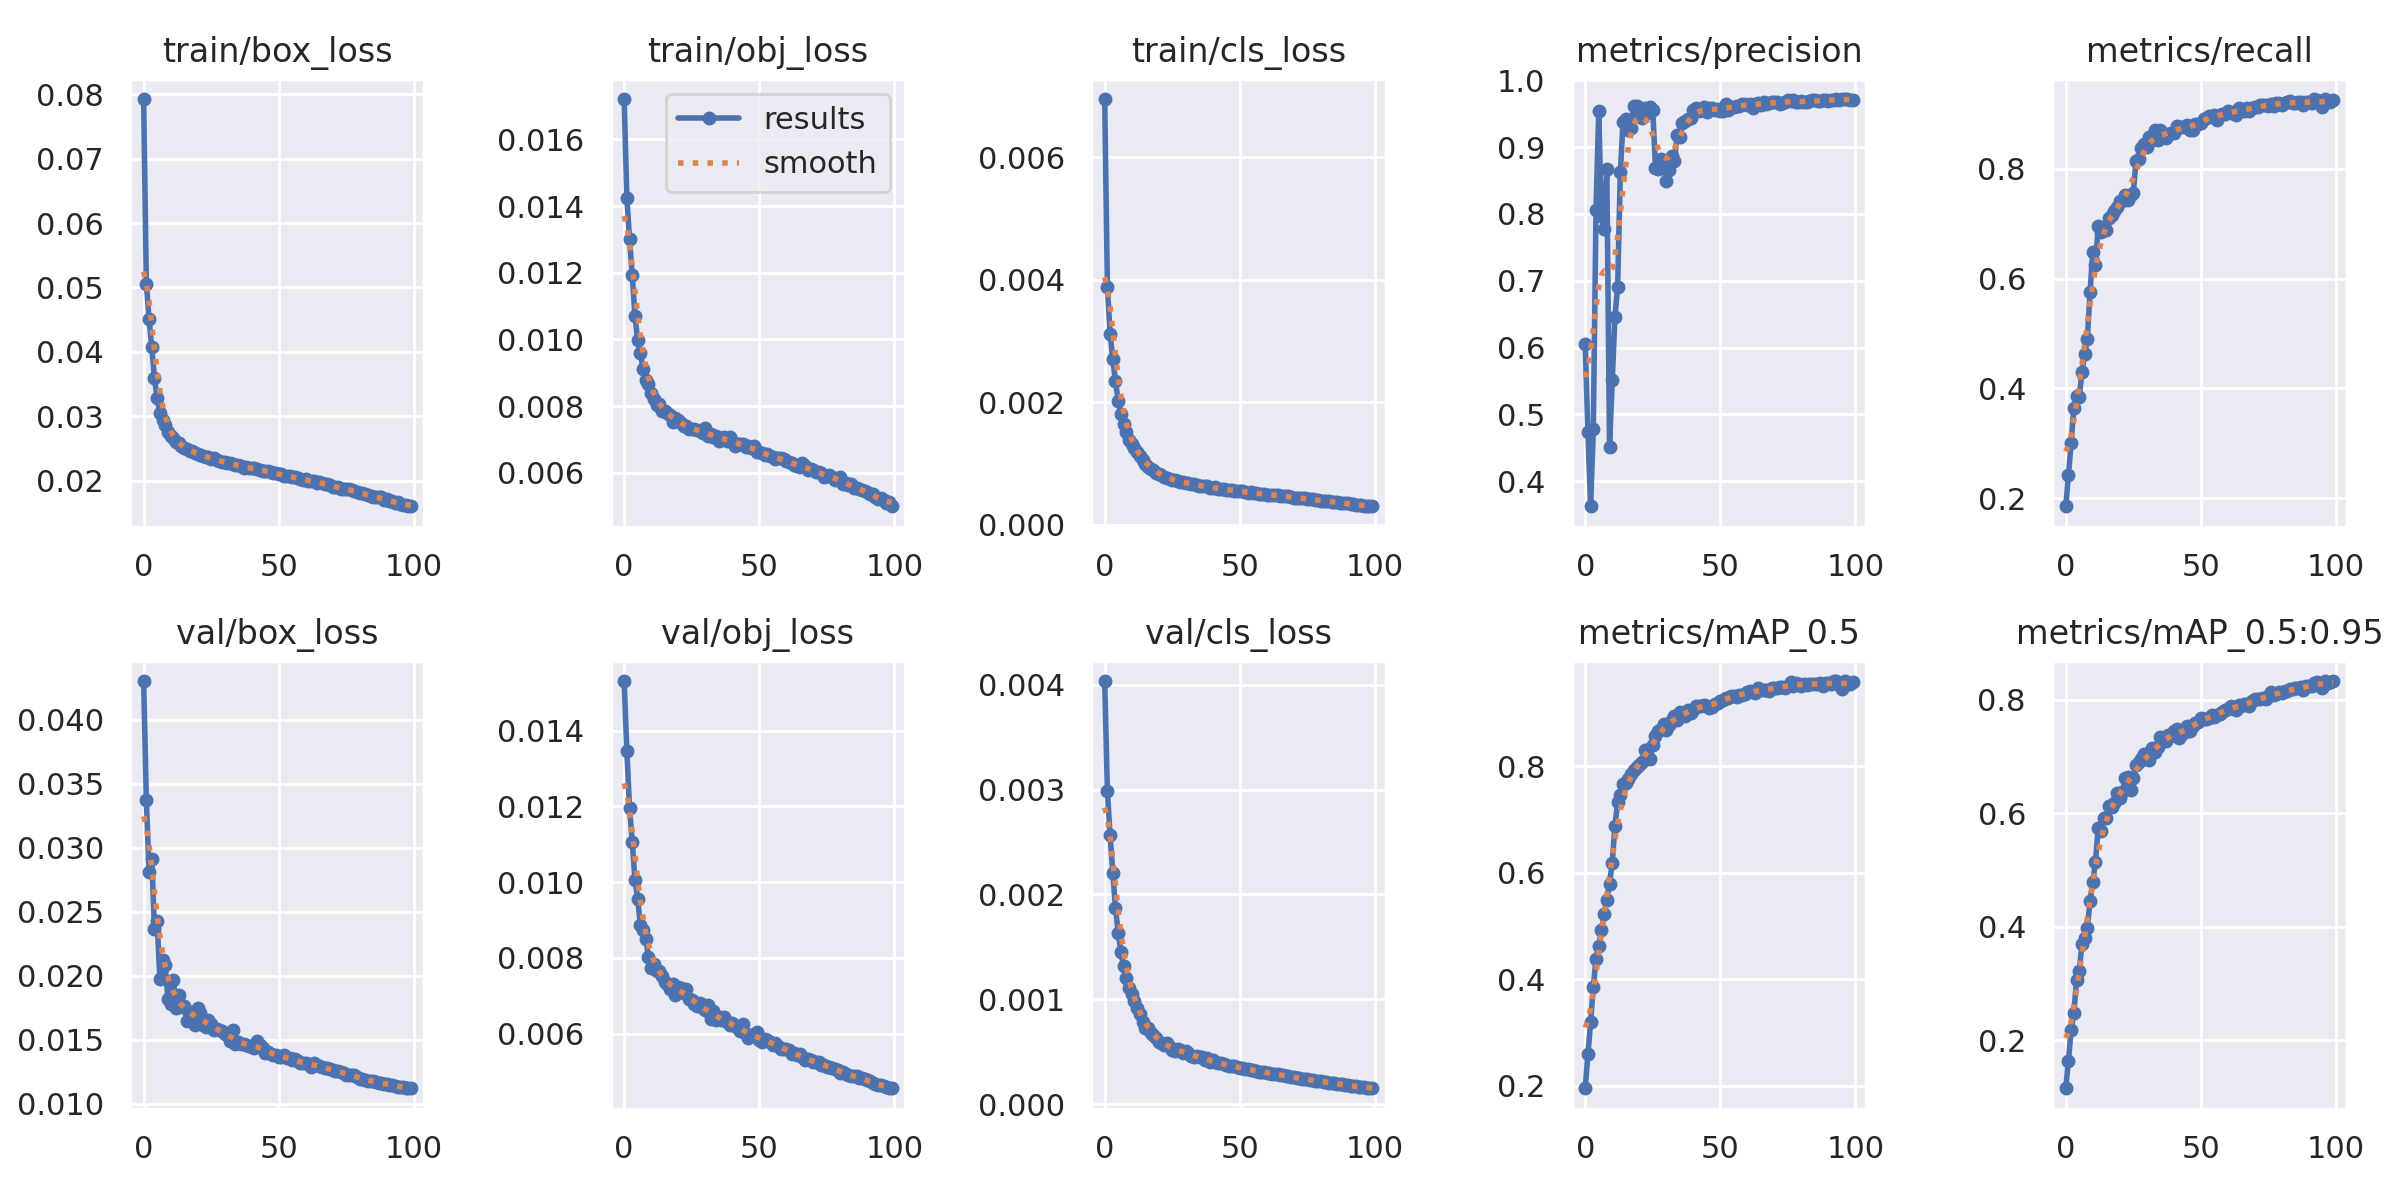 train/box_loss
train/obj_loss
train/cls_loss
metrics/precision
metrics/recall
0.08
0.07
0.06
0.05
0.04
0.03
0.02
0 50 100
results
smooth
0.016
0.014
0.012
0.010
0.008
0.006
0 50 100
0.006
0.004
0.002
0.000
0 50 100
1.0
0.9
0.8
0.7
0.6
0.5
0.4
0 50 100
0.8
0.6
0.4
0.2
0 50 100
val/box_loss
val/obj_loss
val/cls_loss
metrics/mAP_0.5
metrics/mAP_0.5:0.95
0.040
0.035
0.030
0.025
0.020
0.015
0.010
0 50 100
0.014
0.012
0.010
0.008
0.006
0 50 100
0.004
0.003
0.002
0.001
0.000
0 50 100
0.8
0.6
0.4
0.2
0 50 100
0.8
0.6
0.4
0.2
0 50 100